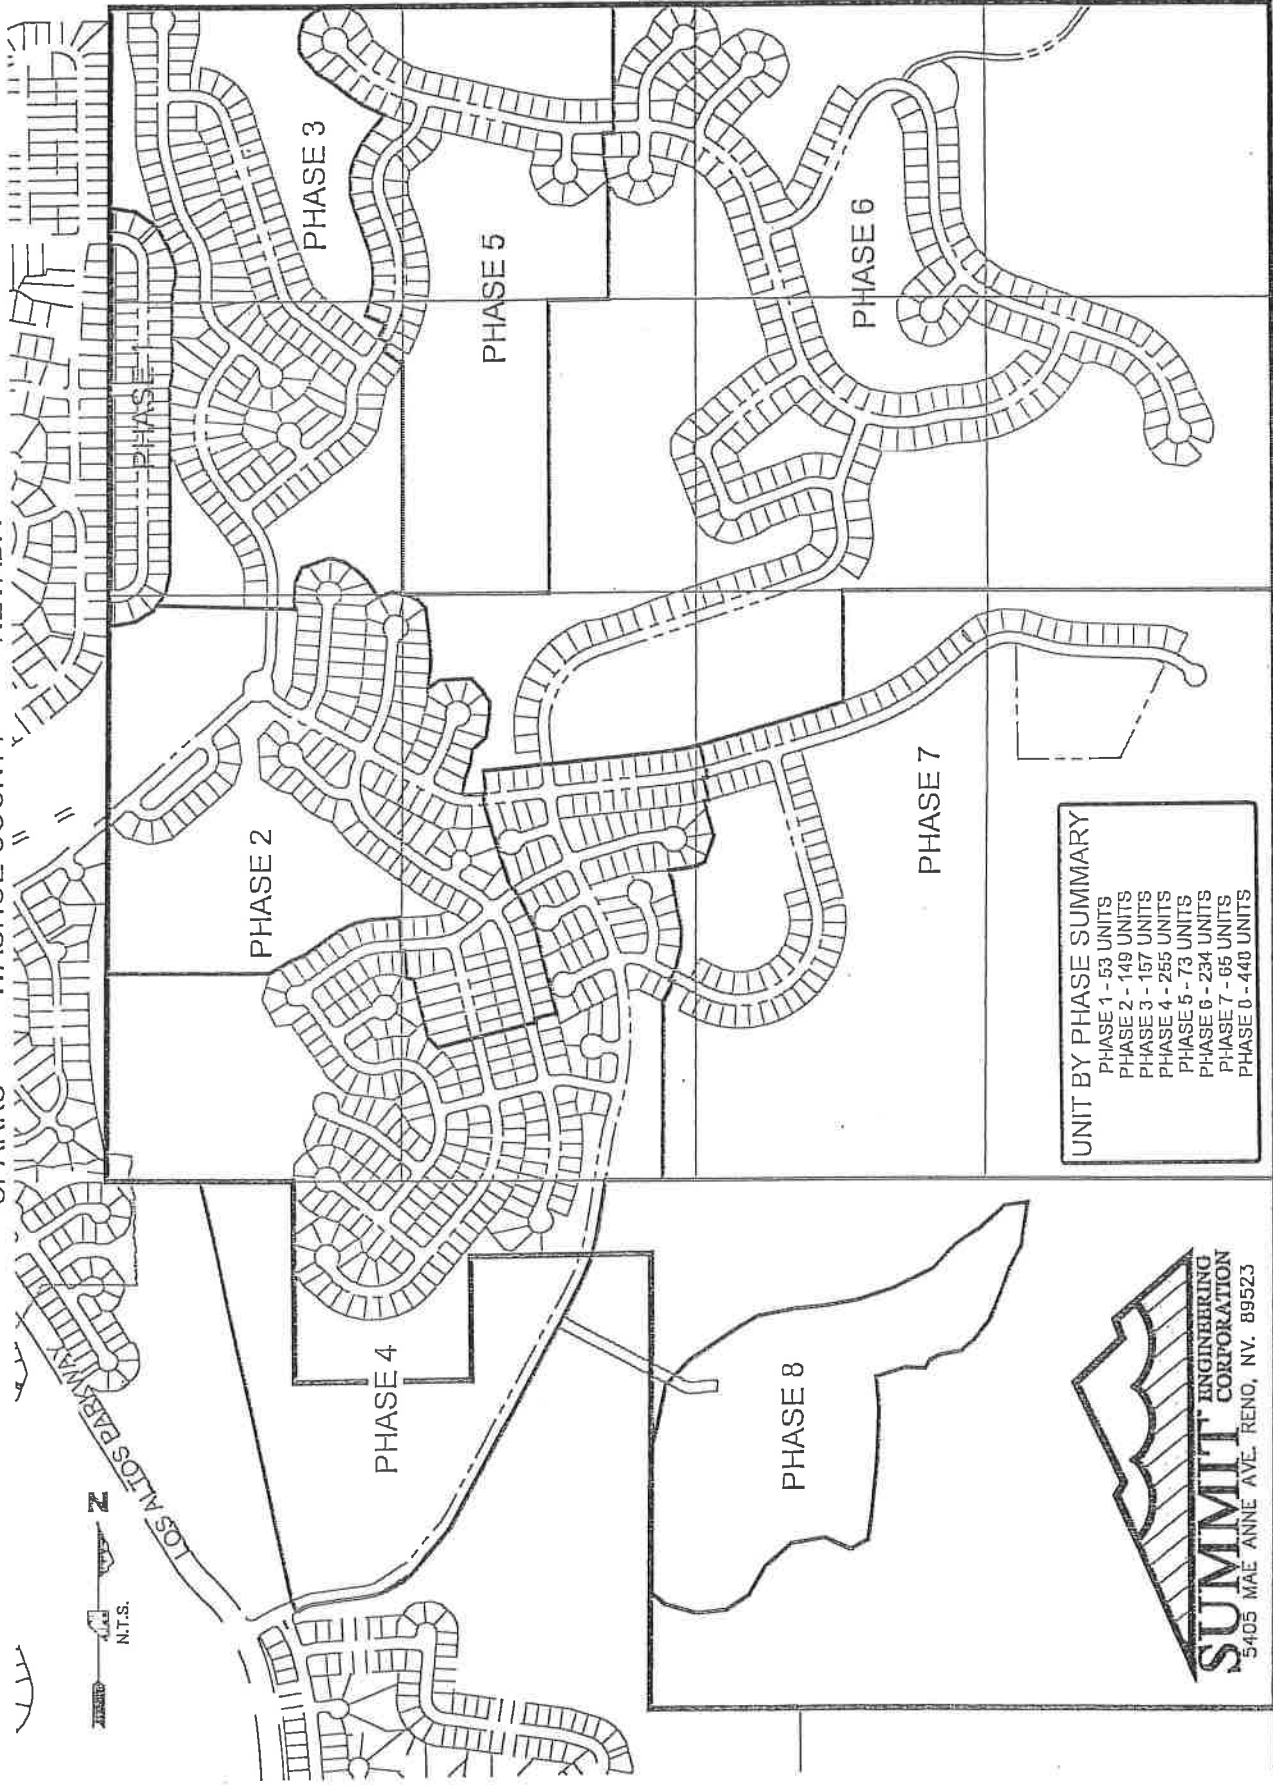 PHASE 1
PHASE 2
PHASE 3
PHASE 4
PHASE 5
PHASE 6
PHASE 7
PHASE 8
LOS ALTOS PARKWAY
N
N.T.S.
UNIT BY PHASE SUMMARY
PHASE 1 - 53 UNITS
PHASE 2 - 149 UNITS
PHASE 3 - 157 UNITS
PHASE 4 - 255 UNITS
PHASE 5 - 73 UNITS
PHASE 6 - 234 UNITS
PHASE 7 - 65 UNITS
PHASE 8 - 440 UNITS
SUMMIT ENGINEERING
CORPORATION
5405 MAE ANNE AVE. RENO, NV. 89523